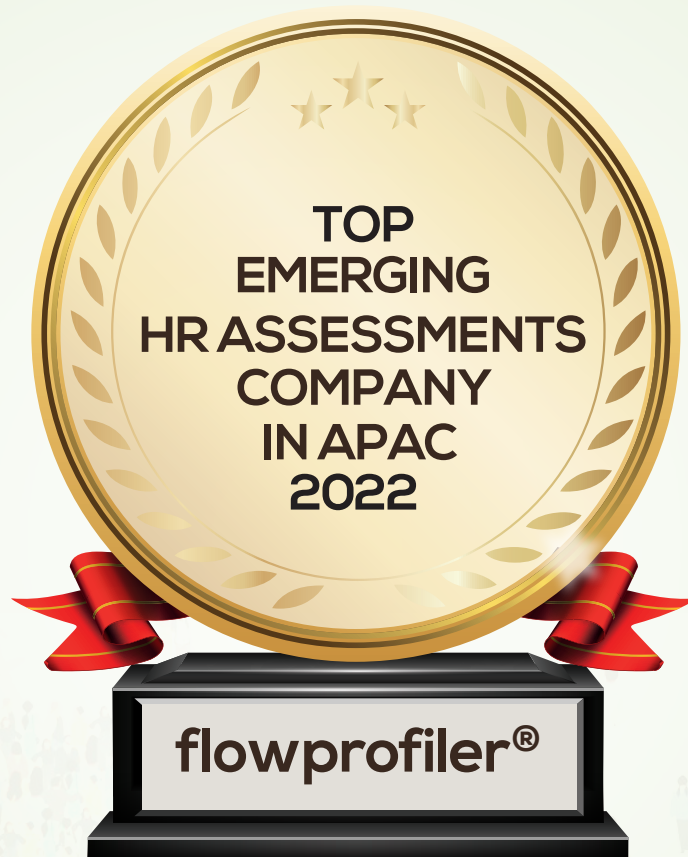 TOP
EMERGING
HR ASSESSMENTS
COMPANY
IN APAC
2022
flowprofiler®